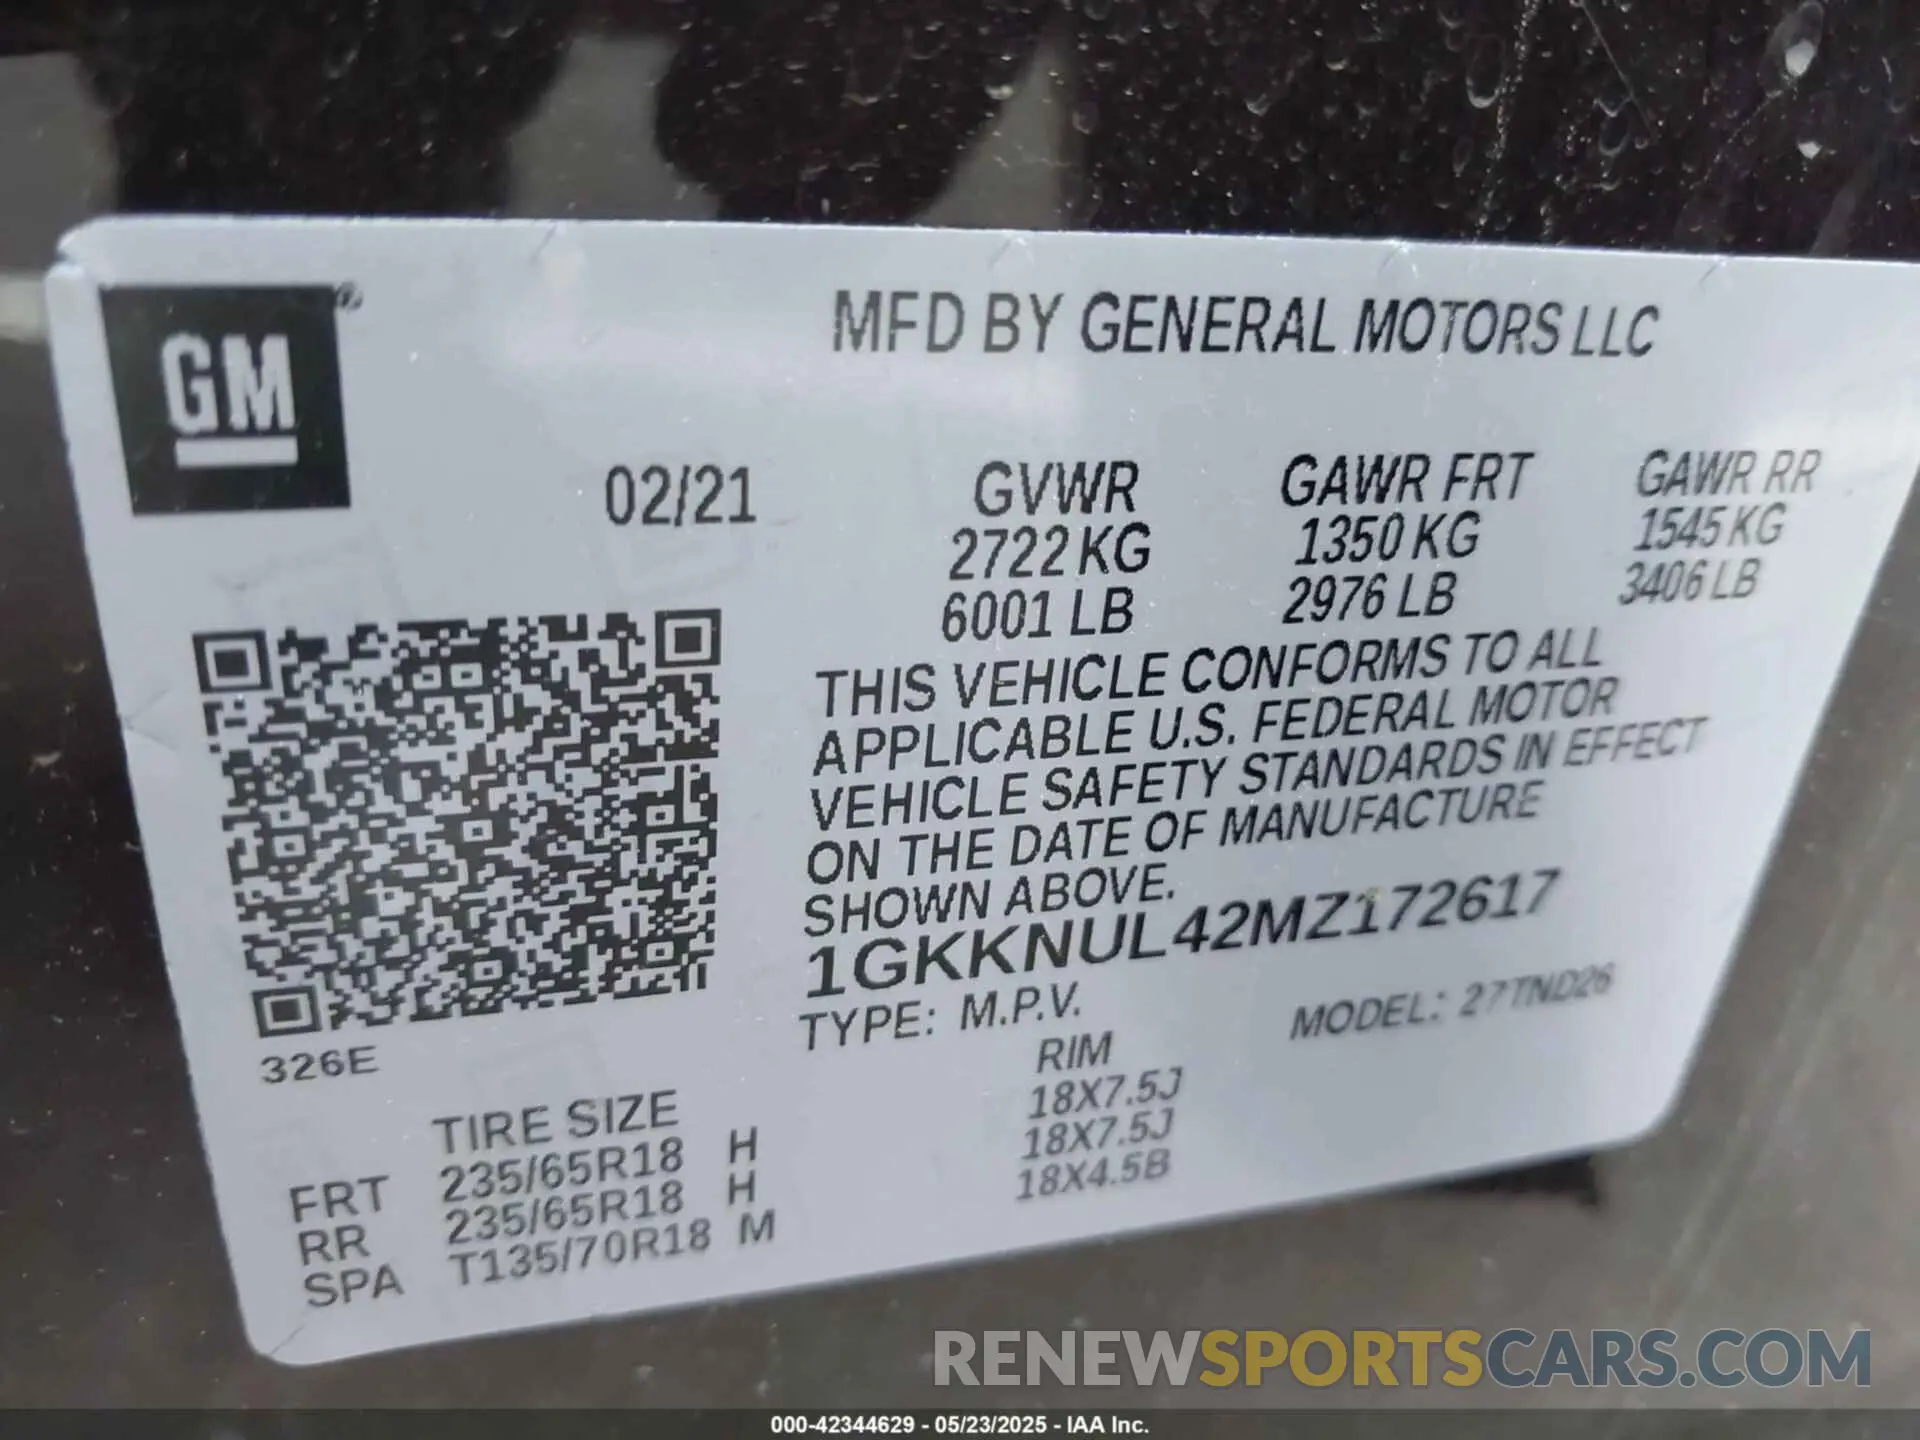 GM ®
MFD BY GENERAL MOTORS LLC
02/21
GVWR GAWR FRT GAWR RR
2722 KG 1350 KG 1545 KG
6001 LB 2976 LB 3406 LB
THIS VEHICLE CONFORMS TO ALL
APPLICABLE U.S. FEDERAL MOTOR
VEHICLE SAFETY STANDARDS IN EFFECT
ON THE DATE OF MANUFACTURE
SHOWN ABOVE.
1GKKNUL42MZ172617
TYPE: M.P.V. MODEL: 27TND26
326E
TIRE SIZE RIM
FRT 235/65R18 H 18X7.5J
RR 235/65R18 H 18X7.5J
SPA T135/70R18 M 18X4.5B
RENEWSPORTSCARS.COM
000-42344629 - 05/23/2025 - IAA Inc.